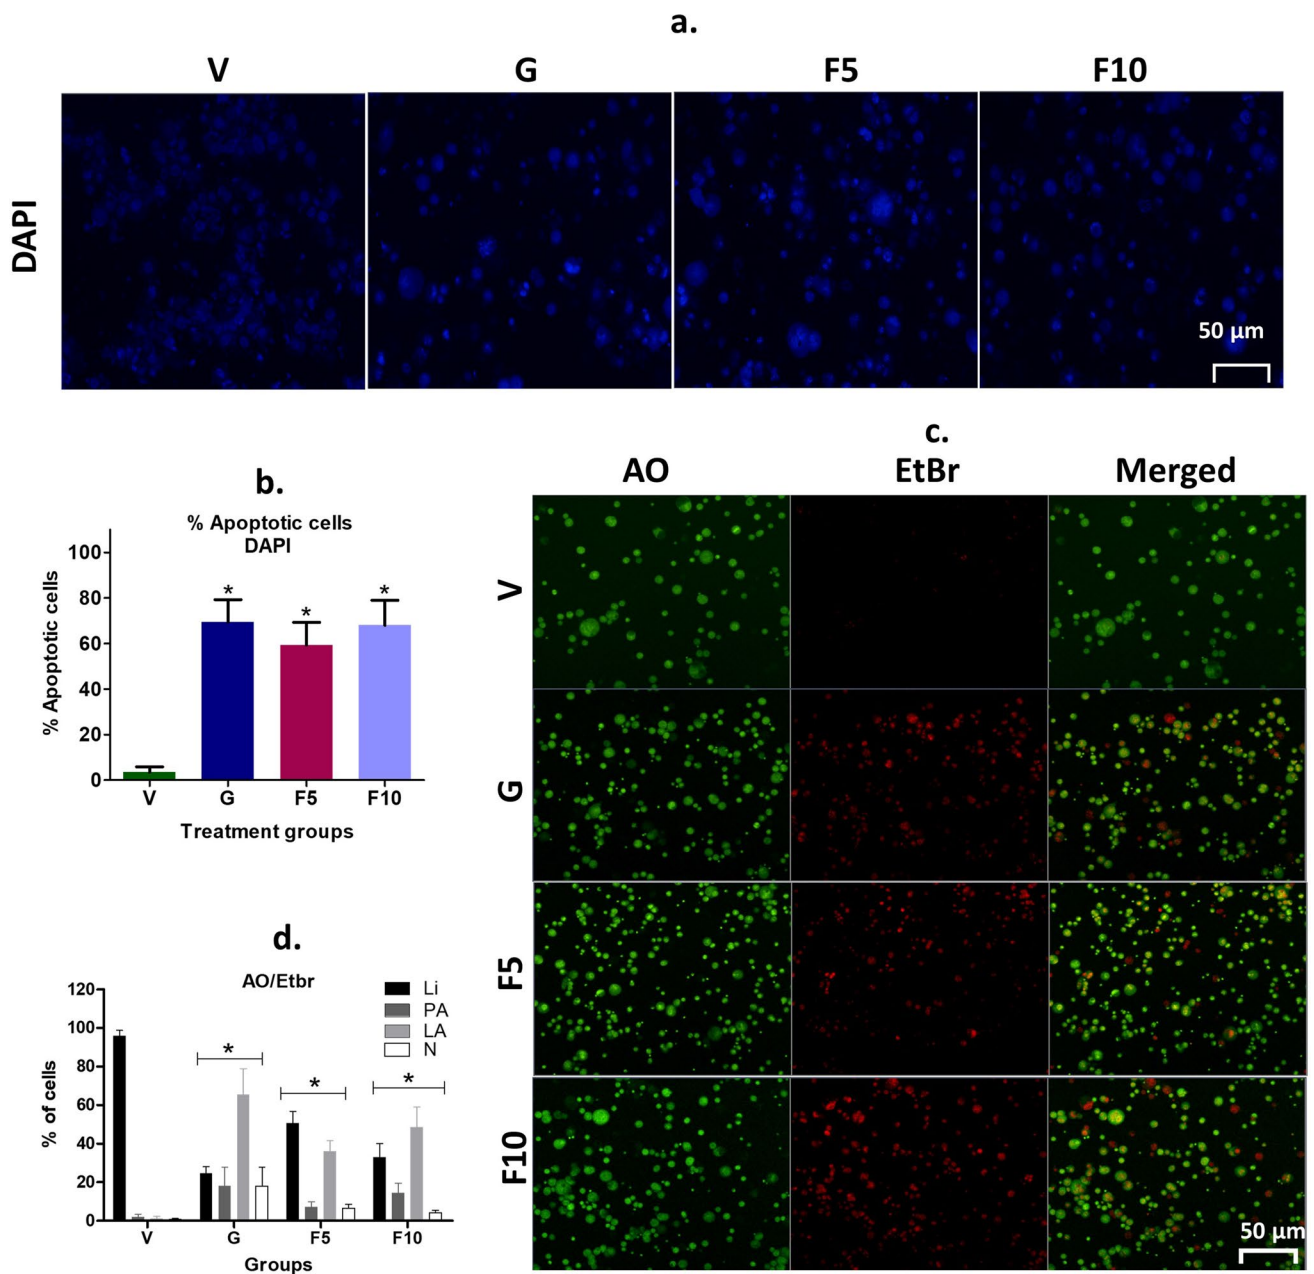 a.
V G F5 F10
DAPI
50 µm
b.
% Apoptotic cells
DAPI
% Apoptotic cells
100
80
60
40
20
0
* * *
V G F5 F10
Treatment groups
c.
AO EtBr Merged
V
G
F5
F10
50 µm
d.
AO/Etbr
Li
PA
LA
N
% of cells
120
100
80
60
40
20
0
* * *
V G F5 F10
Groups